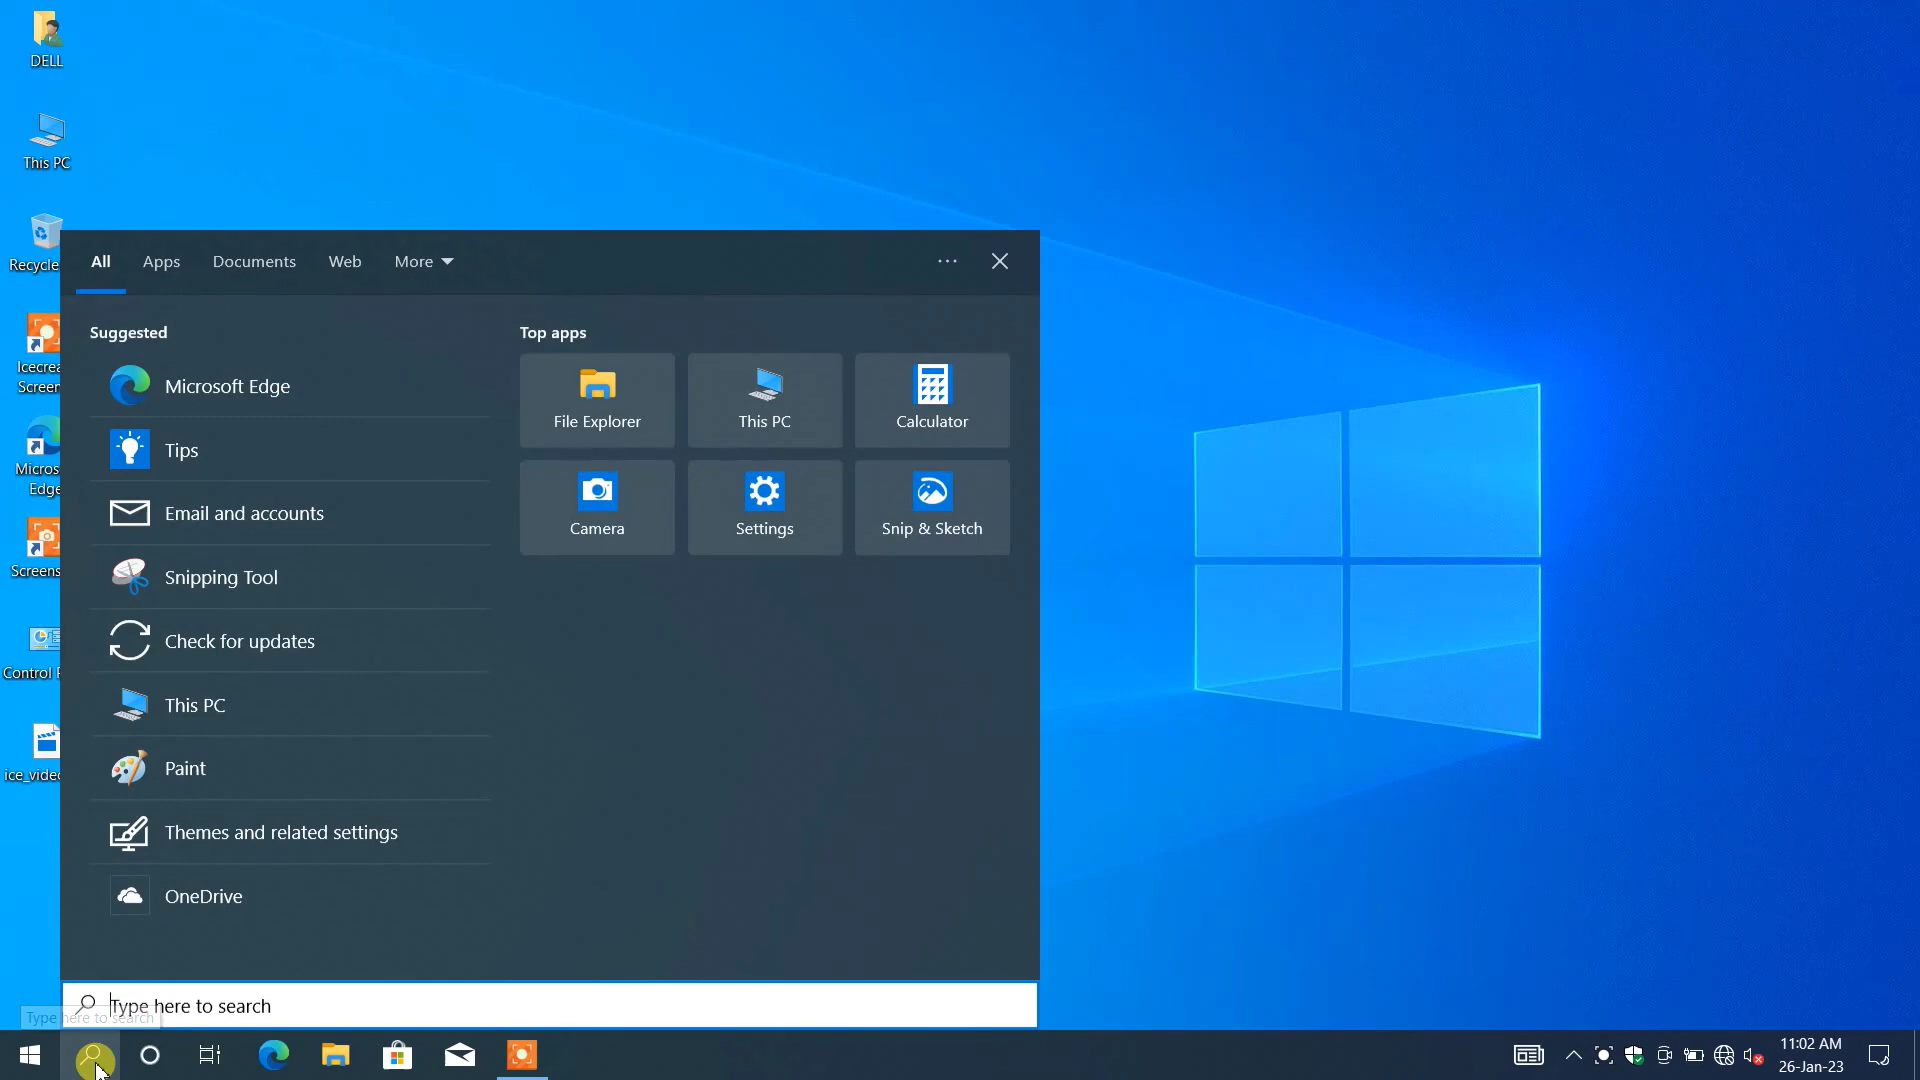 DELL
This PC
Recycle
Icecrea
Screen
Micros
Edge
Screens
Control P
ice_video
All
Apps
Documents
Web
More
Suggested
Microsoft Edge
Tips
Email and accounts
Snipping Tool
Check for updates
This PC
Paint
Themes and related settings
OneDrive
Top apps
File Explorer
This PC
Calculator
Camera
Settings
Snip & Sketch
Type here to search
Type here to search
11:02 AM
26-Jan-23